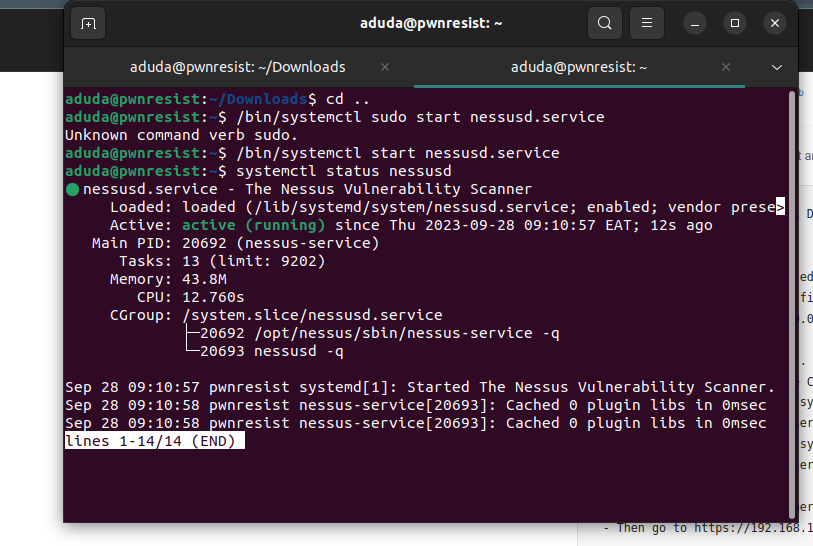 aduda@pwnresist: ~
aduda@pwnresist: ~/Downloads
aduda@pwnresist: ~
aduda@pwnresist:~/Downloads$ cd ..
aduda@pwnresist:~$ /bin/systemctl sudo start nessusd.service
Unknown command verb sudo.
aduda@pwnresist:~$ /bin/systemctl start nessusd.service
aduda@pwnresist:~$ systemctl status nessusd
nessusd.service - The Nessus Vulnerability Scanner
Loaded: loaded (/lib/systemd/system/nessusd.service; enabled; vendor prese>
Active: active (running) since Thu 2023-09-28 09:10:57 EAT; 12s ago
Main PID: 20692 (nessus-service)
Tasks: 13 (limit: 9202)
Memory: 43.8M
CPU: 12.760s
CGroup: /system.slice/nessusd.service
├─20692 /opt/nessus/sbin/nessus-service -q
└─20693 nessusd -q
Sep 28 09:10:57 pwnresist systemd[1]: Started The Nessus Vulnerability Scanner.
Sep 28 09:10:58 pwnresist nessus-service[20693]: Cached 0 plugin libs in 0msec
Sep 28 09:10:58 pwnresist nessus-service[20693]: Cached 0 plugin libs in 0msec
lines 1-14/14 (END)
- Then go to https://192.168.1